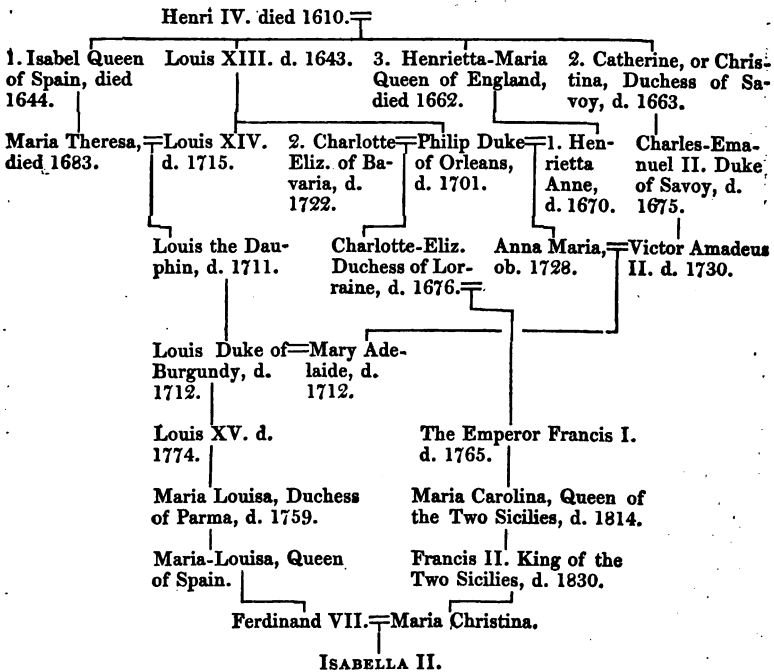 Henri IV. died 1610.
1. Isabel Queen
of Spain, died
1644.
Louis XIII. d. 1643.
3. Henrietta-Maria
Queen of England,
died 1662.
2. Catherine, or Chris-
tina, Duchess of Sa-
voy, d. 1663.
Maria Theresa,
died 1683.
Louis XIV.
d. 1715.
2. Charlotte
Eliz. of Ba-
varia, d.
1722.
Philip Duke
of Orleans,
d. 1701.
1. Hen-
rietta
Anne,
d. 1670.
Charles-Ema-
nuel II. Duke
of Savoy, d.
1675.
Louis the Dau-
phin, d. 1711.
Charlotte-Eliz.
Duchess of Lor-
raine, d. 1676.
Anna Maria,
ob. 1728.
Victor Amadeus
II. d. 1730.
Louis Duke of
Burgundy, d.
1712.
Mary Ade-
laide, d.
1712.
Louis XV. d.
1774.
The Emperor Francis I.
d. 1765.
Maria Louisa, Duchess
of Parma, d. 1759.
Maria Carolina, Queen of
the Two Sicilies, d. 1814.
Maria-Louisa, Queen
of Spain.
Francis II. King of the
Two Sicilies, d. 1830.
Ferdinand VII.
Maria Christina.
ISABELLA II.